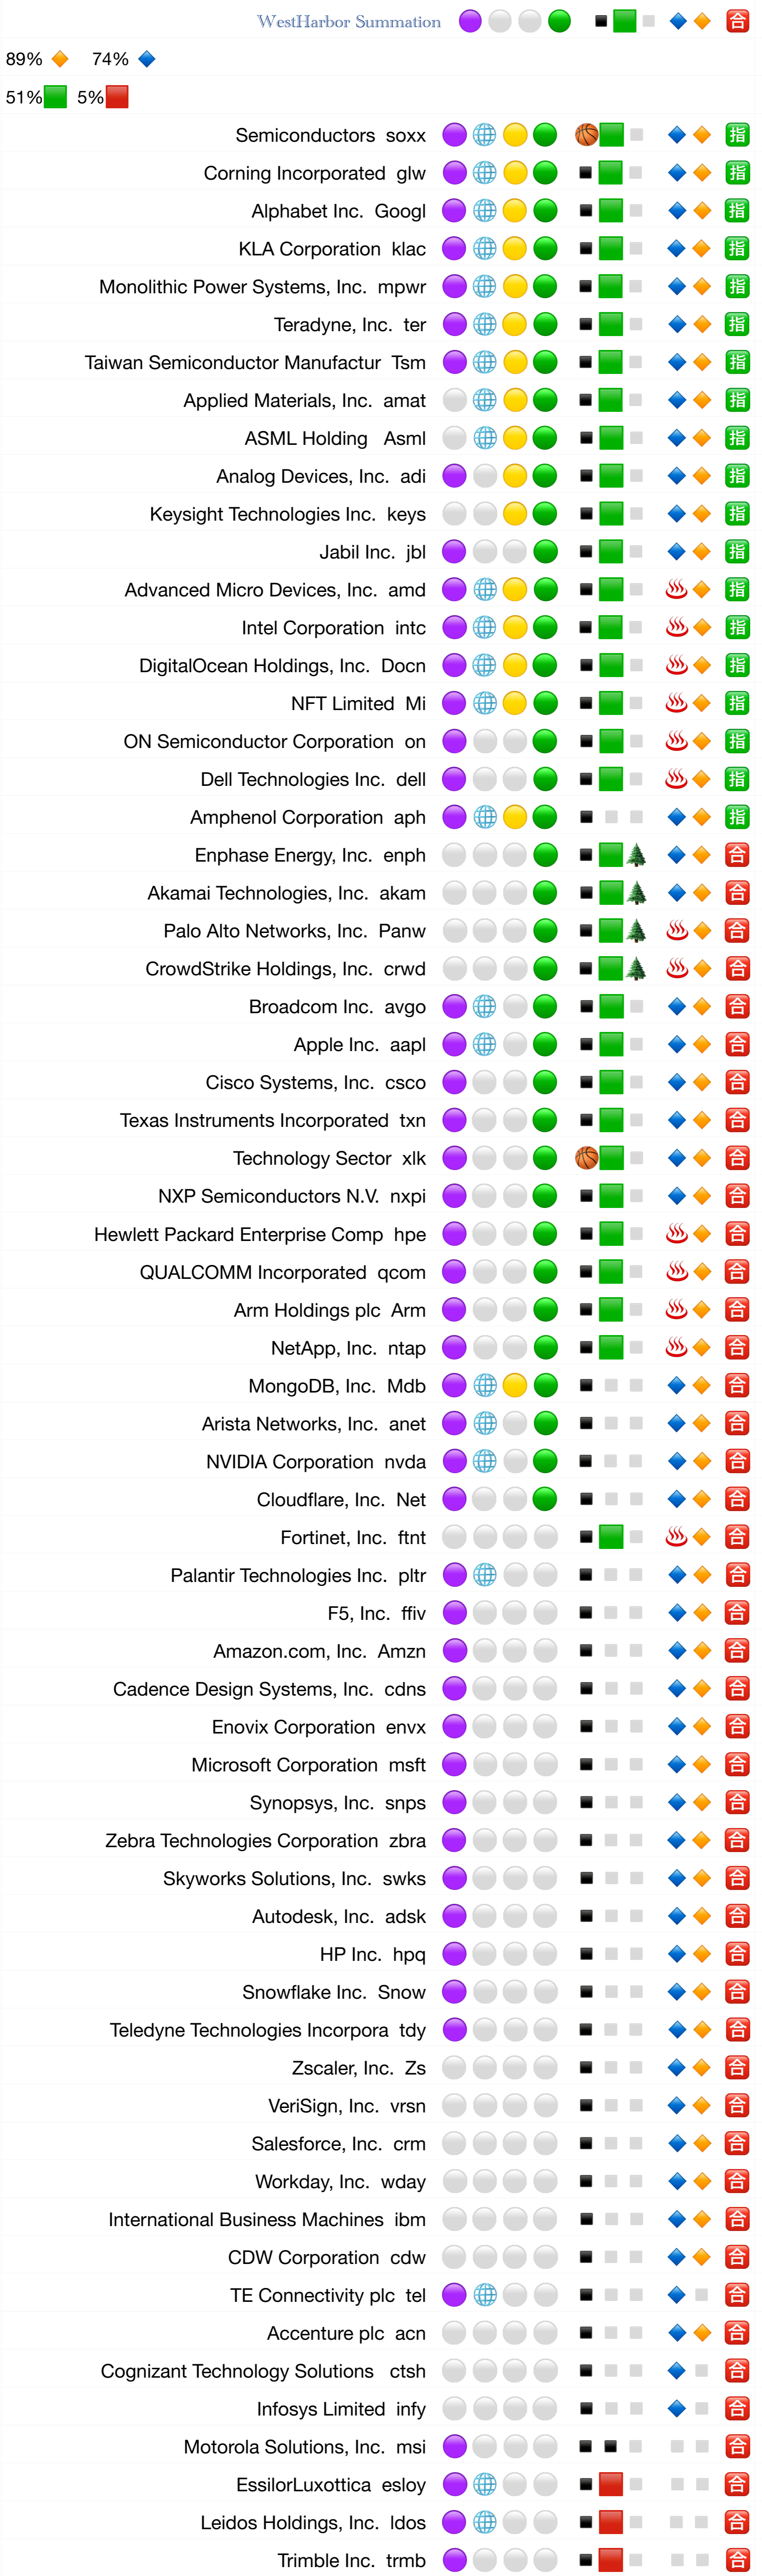 WestHarbor Summation 合
89% 74%
51% 5%
Semiconductors soxx 指
Corning Incorporated glw 指
Alphabet Inc. Googl 指
KLA Corporation klac 指
Monolithic Power Systems, Inc. mpwr 指
Teradyne, Inc. ter 指
Taiwan Semiconductor Manufactur Tsm 指
Applied Materials, Inc. amat 指
ASML Holding Asml 指
Analog Devices, Inc. adi 指
Keysight Technologies Inc. keys 指
Jabil Inc. jbl 指
Advanced Micro Devices, Inc. amd 指
Intel Corporation intc 指
DigitalOcean Holdings, Inc. Docn 指
NFT Limited Mi 指
ON Semiconductor Corporation on 指
Dell Technologies Inc. dell 指
Amphenol Corporation aph 指
Enphase Energy, Inc. enph 合
Akamai Technologies, Inc. akam 合
Palo Alto Networks, Inc. Panw 合
CrowdStrike Holdings, Inc. crwd 合
Broadcom Inc. avgo 合
Apple Inc. aapl 合
Cisco Systems, Inc. csco 合
Texas Instruments Incorporated txn 合
Technology Sector xlk 合
NXP Semiconductors N.V. nxpi 合
Hewlett Packard Enterprise Comp hpe 合
QUALCOMM Incorporated qcom 合
Arm Holdings plc Arm 合
NetApp, Inc. ntap 合
MongoDB, Inc. Mdb 合
Arista Networks, Inc. anet 合
NVIDIA Corporation nvda 合
Cloudflare, Inc. Net 合
Fortinet, Inc. ftnt 合
Palantir Technologies Inc. pltr 合
F5, Inc. ffiv 合
Amazon.com, Inc. Amzn 合
Cadence Design Systems, Inc. cdns 合
Enovix Corporation envx 合
Microsoft Corporation msft 合
Synopsys, Inc. snps 合
Zebra Technologies Corporation zbra 合
Skyworks Solutions, Inc. swks 合
Autodesk, Inc. adsk 合
HP Inc. hpq 合
Snowflake Inc. Snow 合
Teledyne Technologies Incorpora tdy 合
Zscaler, Inc. Zs 合
VeriSign, Inc. vrsn 合
Salesforce, Inc. crm 合
Workday, Inc. wday 合
International Business Machines ibm 合
CDW Corporation cdw 合
TE Connectivity plc tel 合
Accenture plc acn 合
Cognizant Technology Solutions ctsh 合
Infosys Limited infy 合
Motorola Solutions, Inc. msi 合
EssilorLuxottica esloy 合
Leidos Holdings, Inc. ldos 合
Trimble Inc. trmb 合